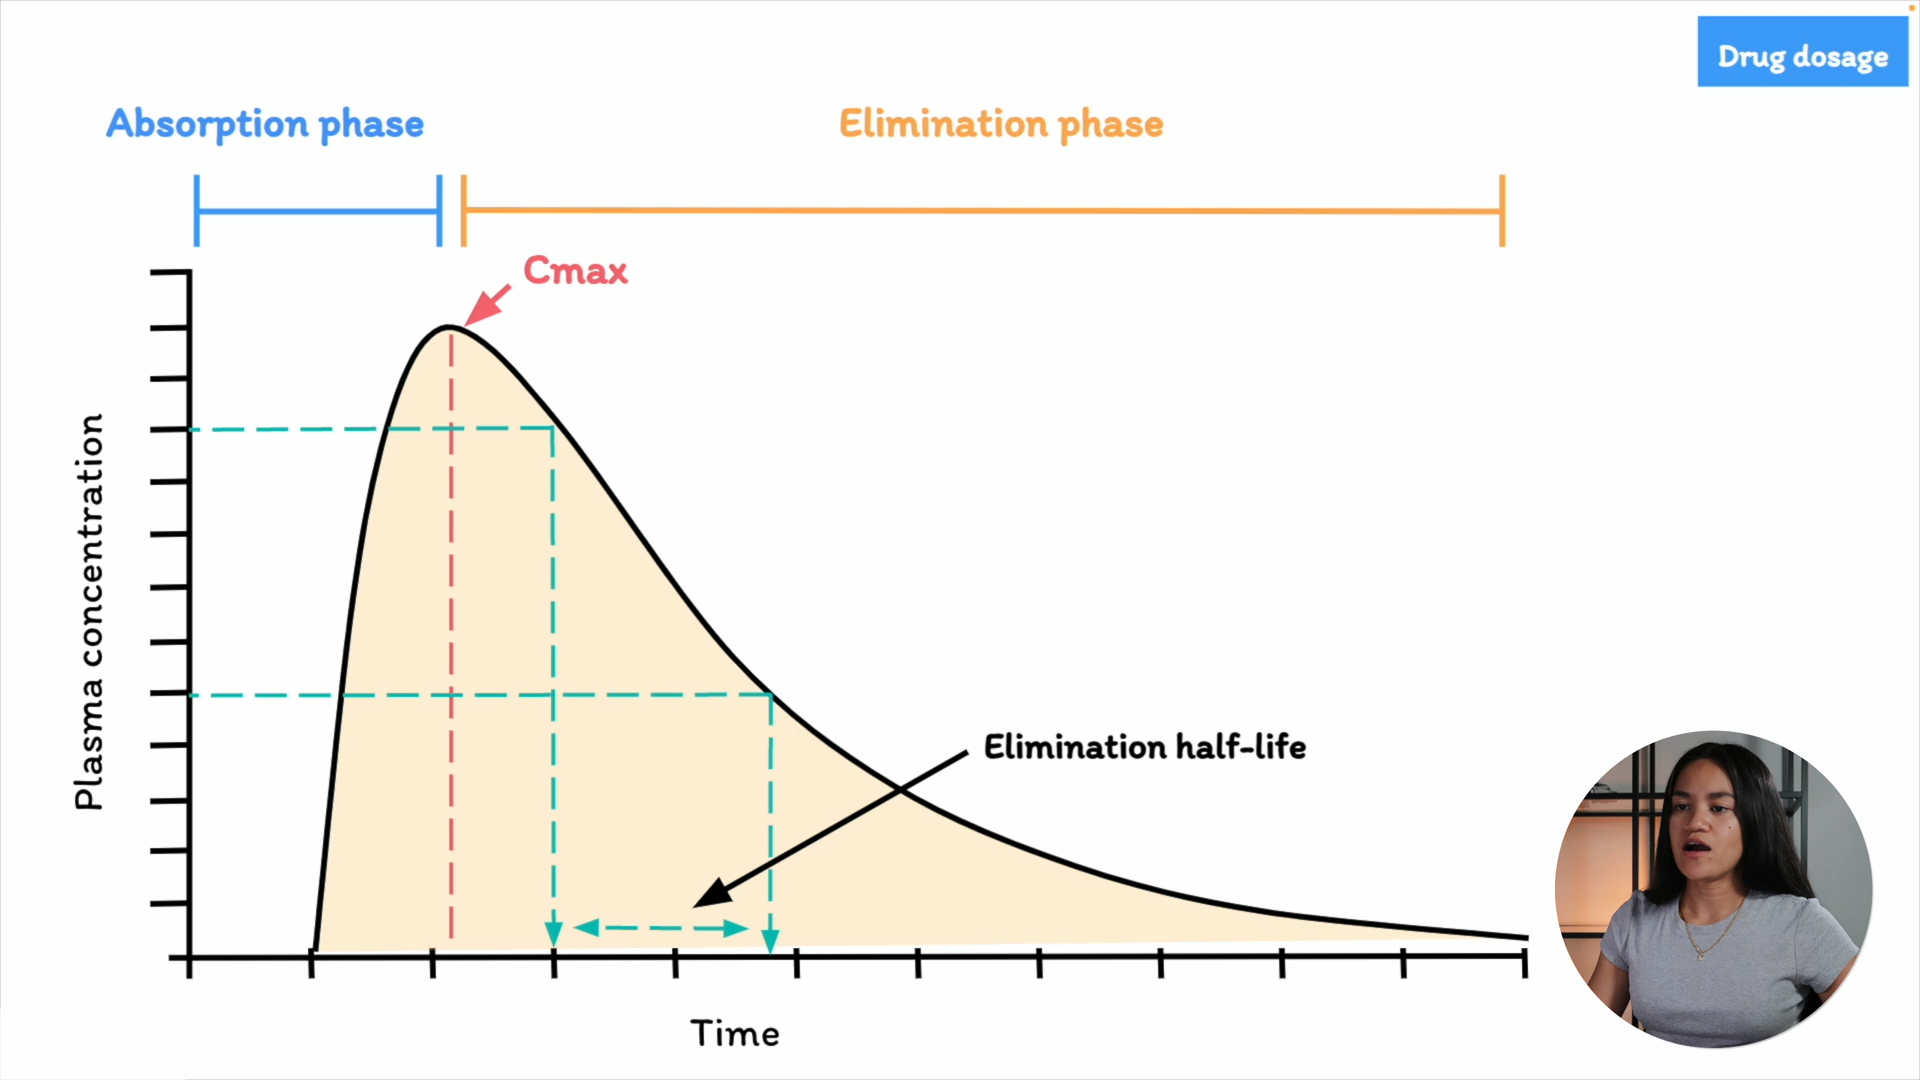 Drug dosage
Absorption phase
Elimination phase
Cmax
Plasma concentration
Elimination half-life
Time